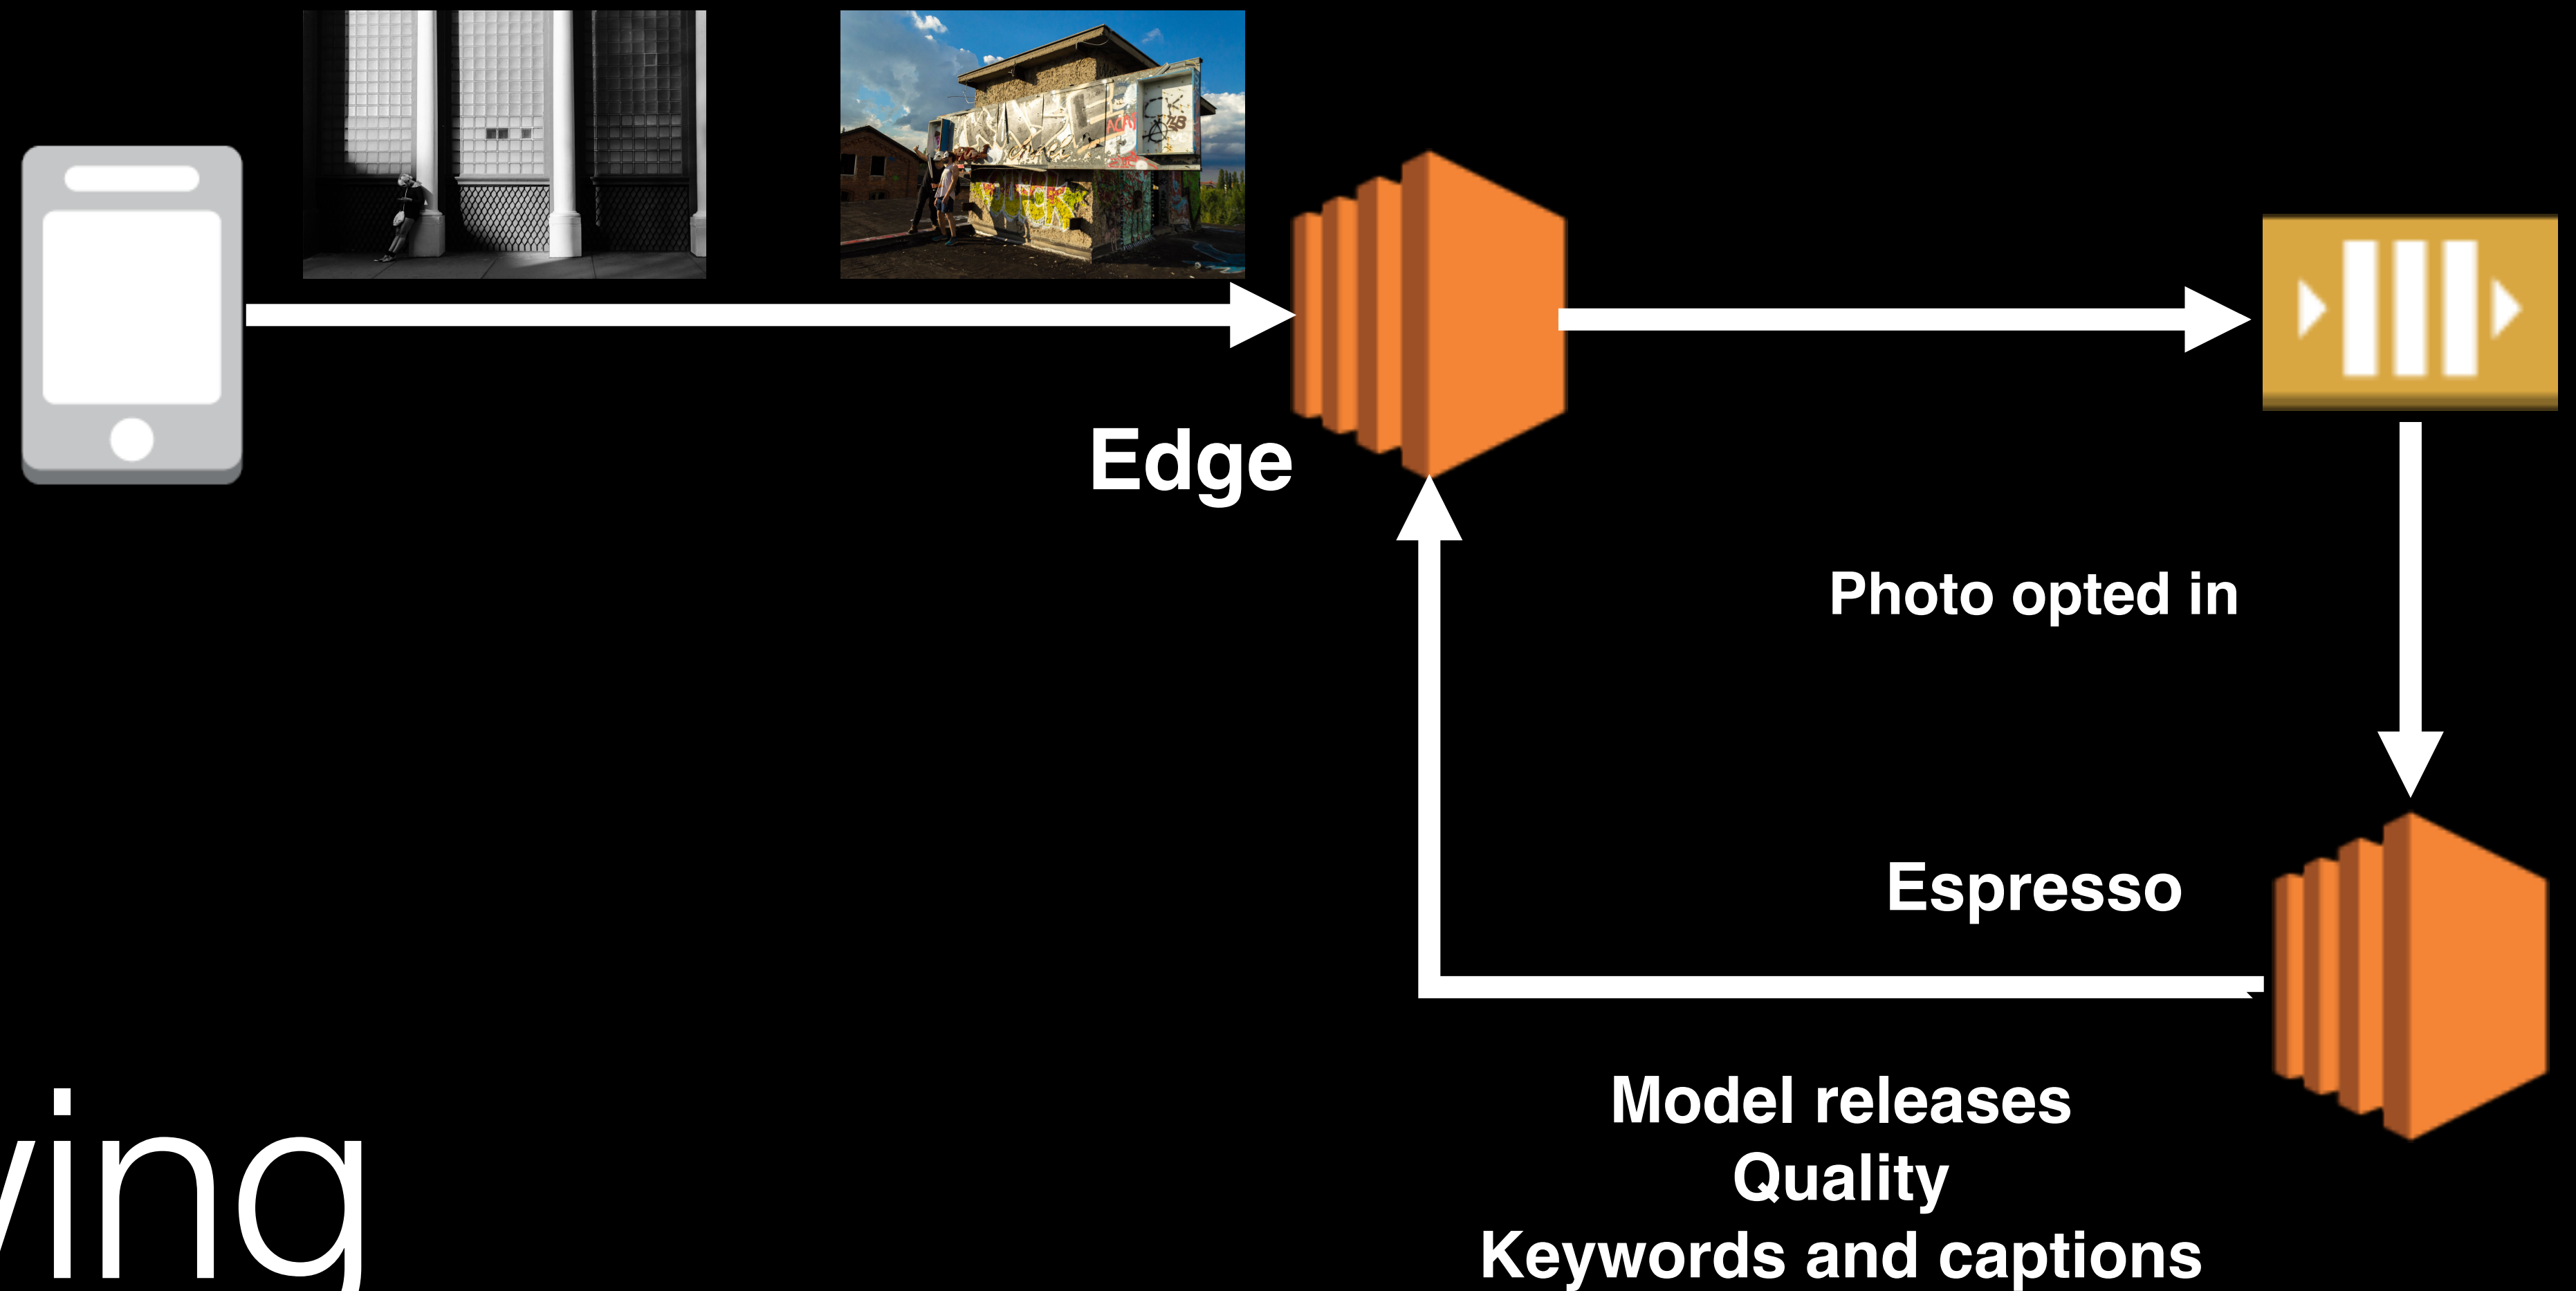 Edge
Photo opted in
Espresso
Model releases
Quality
Keywords and captions
ving